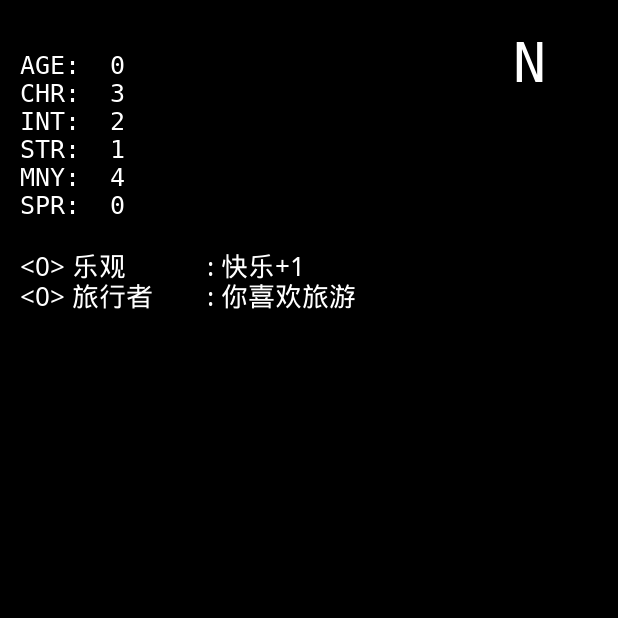 N
AGE: 0
CHR: 3
INT: 2
STR: 1
MNY: 4
SPR: 0
<O> 乐观 : 快乐+1
<O> 旅行者 : 你喜欢旅游